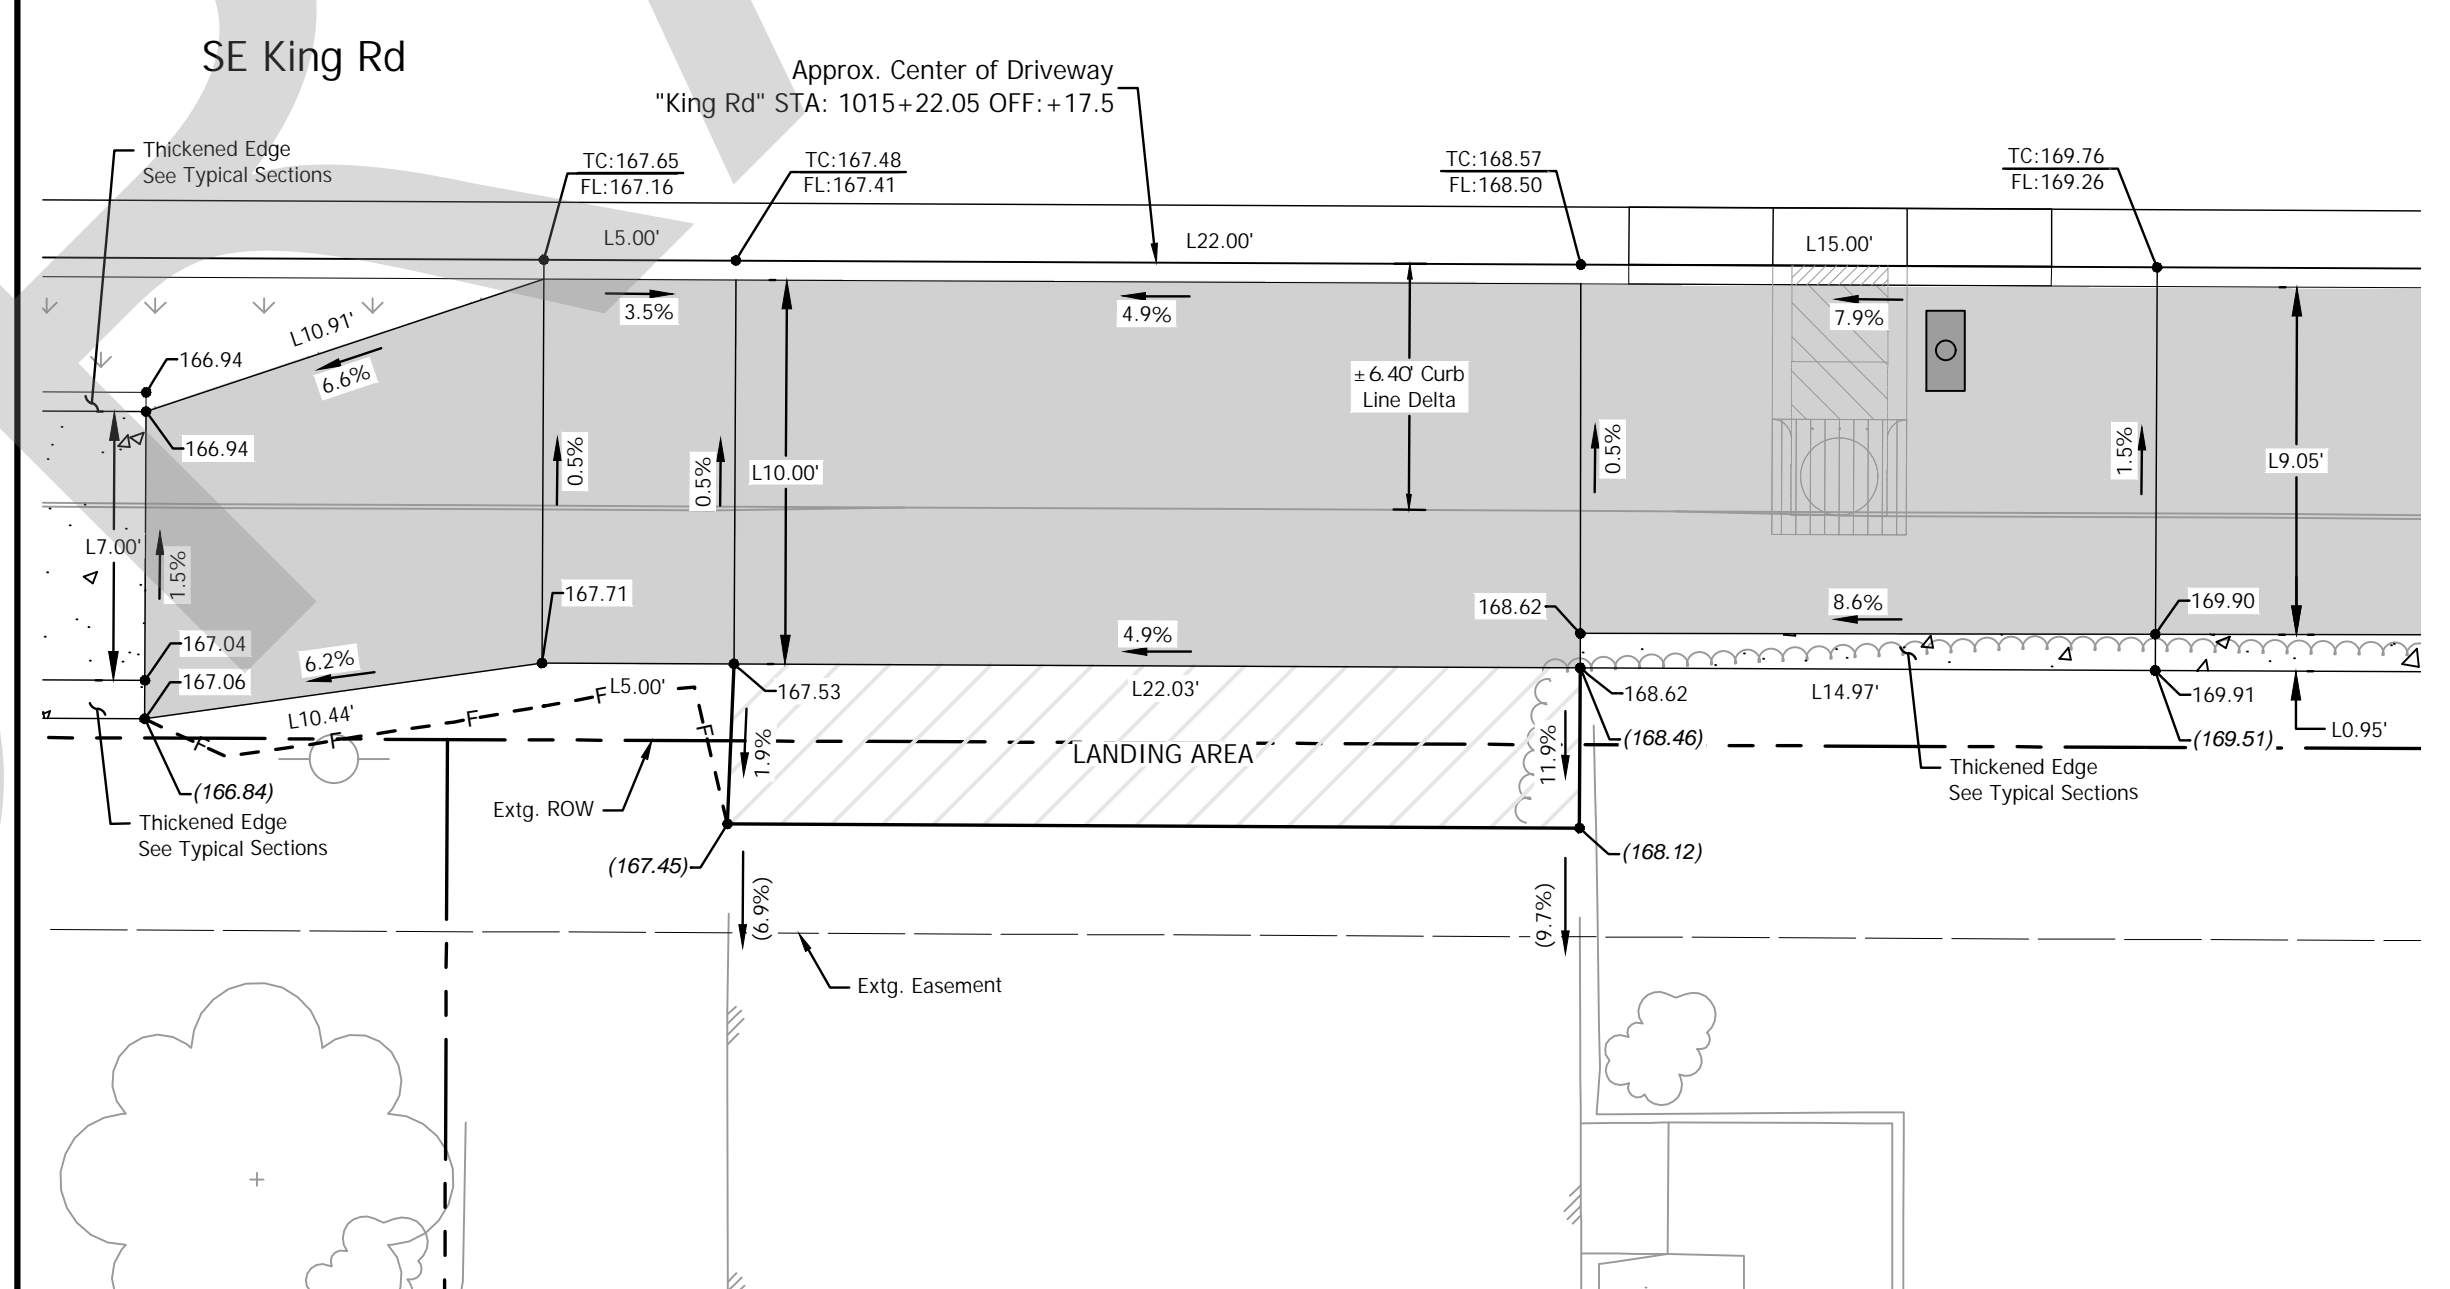 SE King Rd
Approx. Center of Driveway
"King Rd" STA: 1015+22.05 OFF:+17.5
Thickened Edge
See Typical Sections
TC:167.65
FL:167.16
TC:167.48
FL:167.41
TC:168.57
FL:168.50
TC:169.76
FL:169.26
L5.00'
L22.00'
L15.00'
L10.91'
3.5%
4.9%
7.9%
166.94
6.6%
±6.40' Curb
Line Delta
166.94
0.5%
0.5%
L10.00'
0.5%
1.5%
L9.05'
L7.00'
1.5%
167.71
168.62
8.6%
169.90
167.04
6.2%
4.9%
167.06
L5.00'
167.53
L22.03'
168.62
L14.97'
169.91
L10.44'
F
F
F
F
F
1.9%
LANDING AREA
11.9%
(168.46)
(169.51)
L0.95'
(166.84)
Extg. ROW
Thickened Edge
See Typical Sections
Thickened Edge
See Typical Sections
(167.45)
(168.12)
(6.9%)
(9.7%)
Extg. Easement